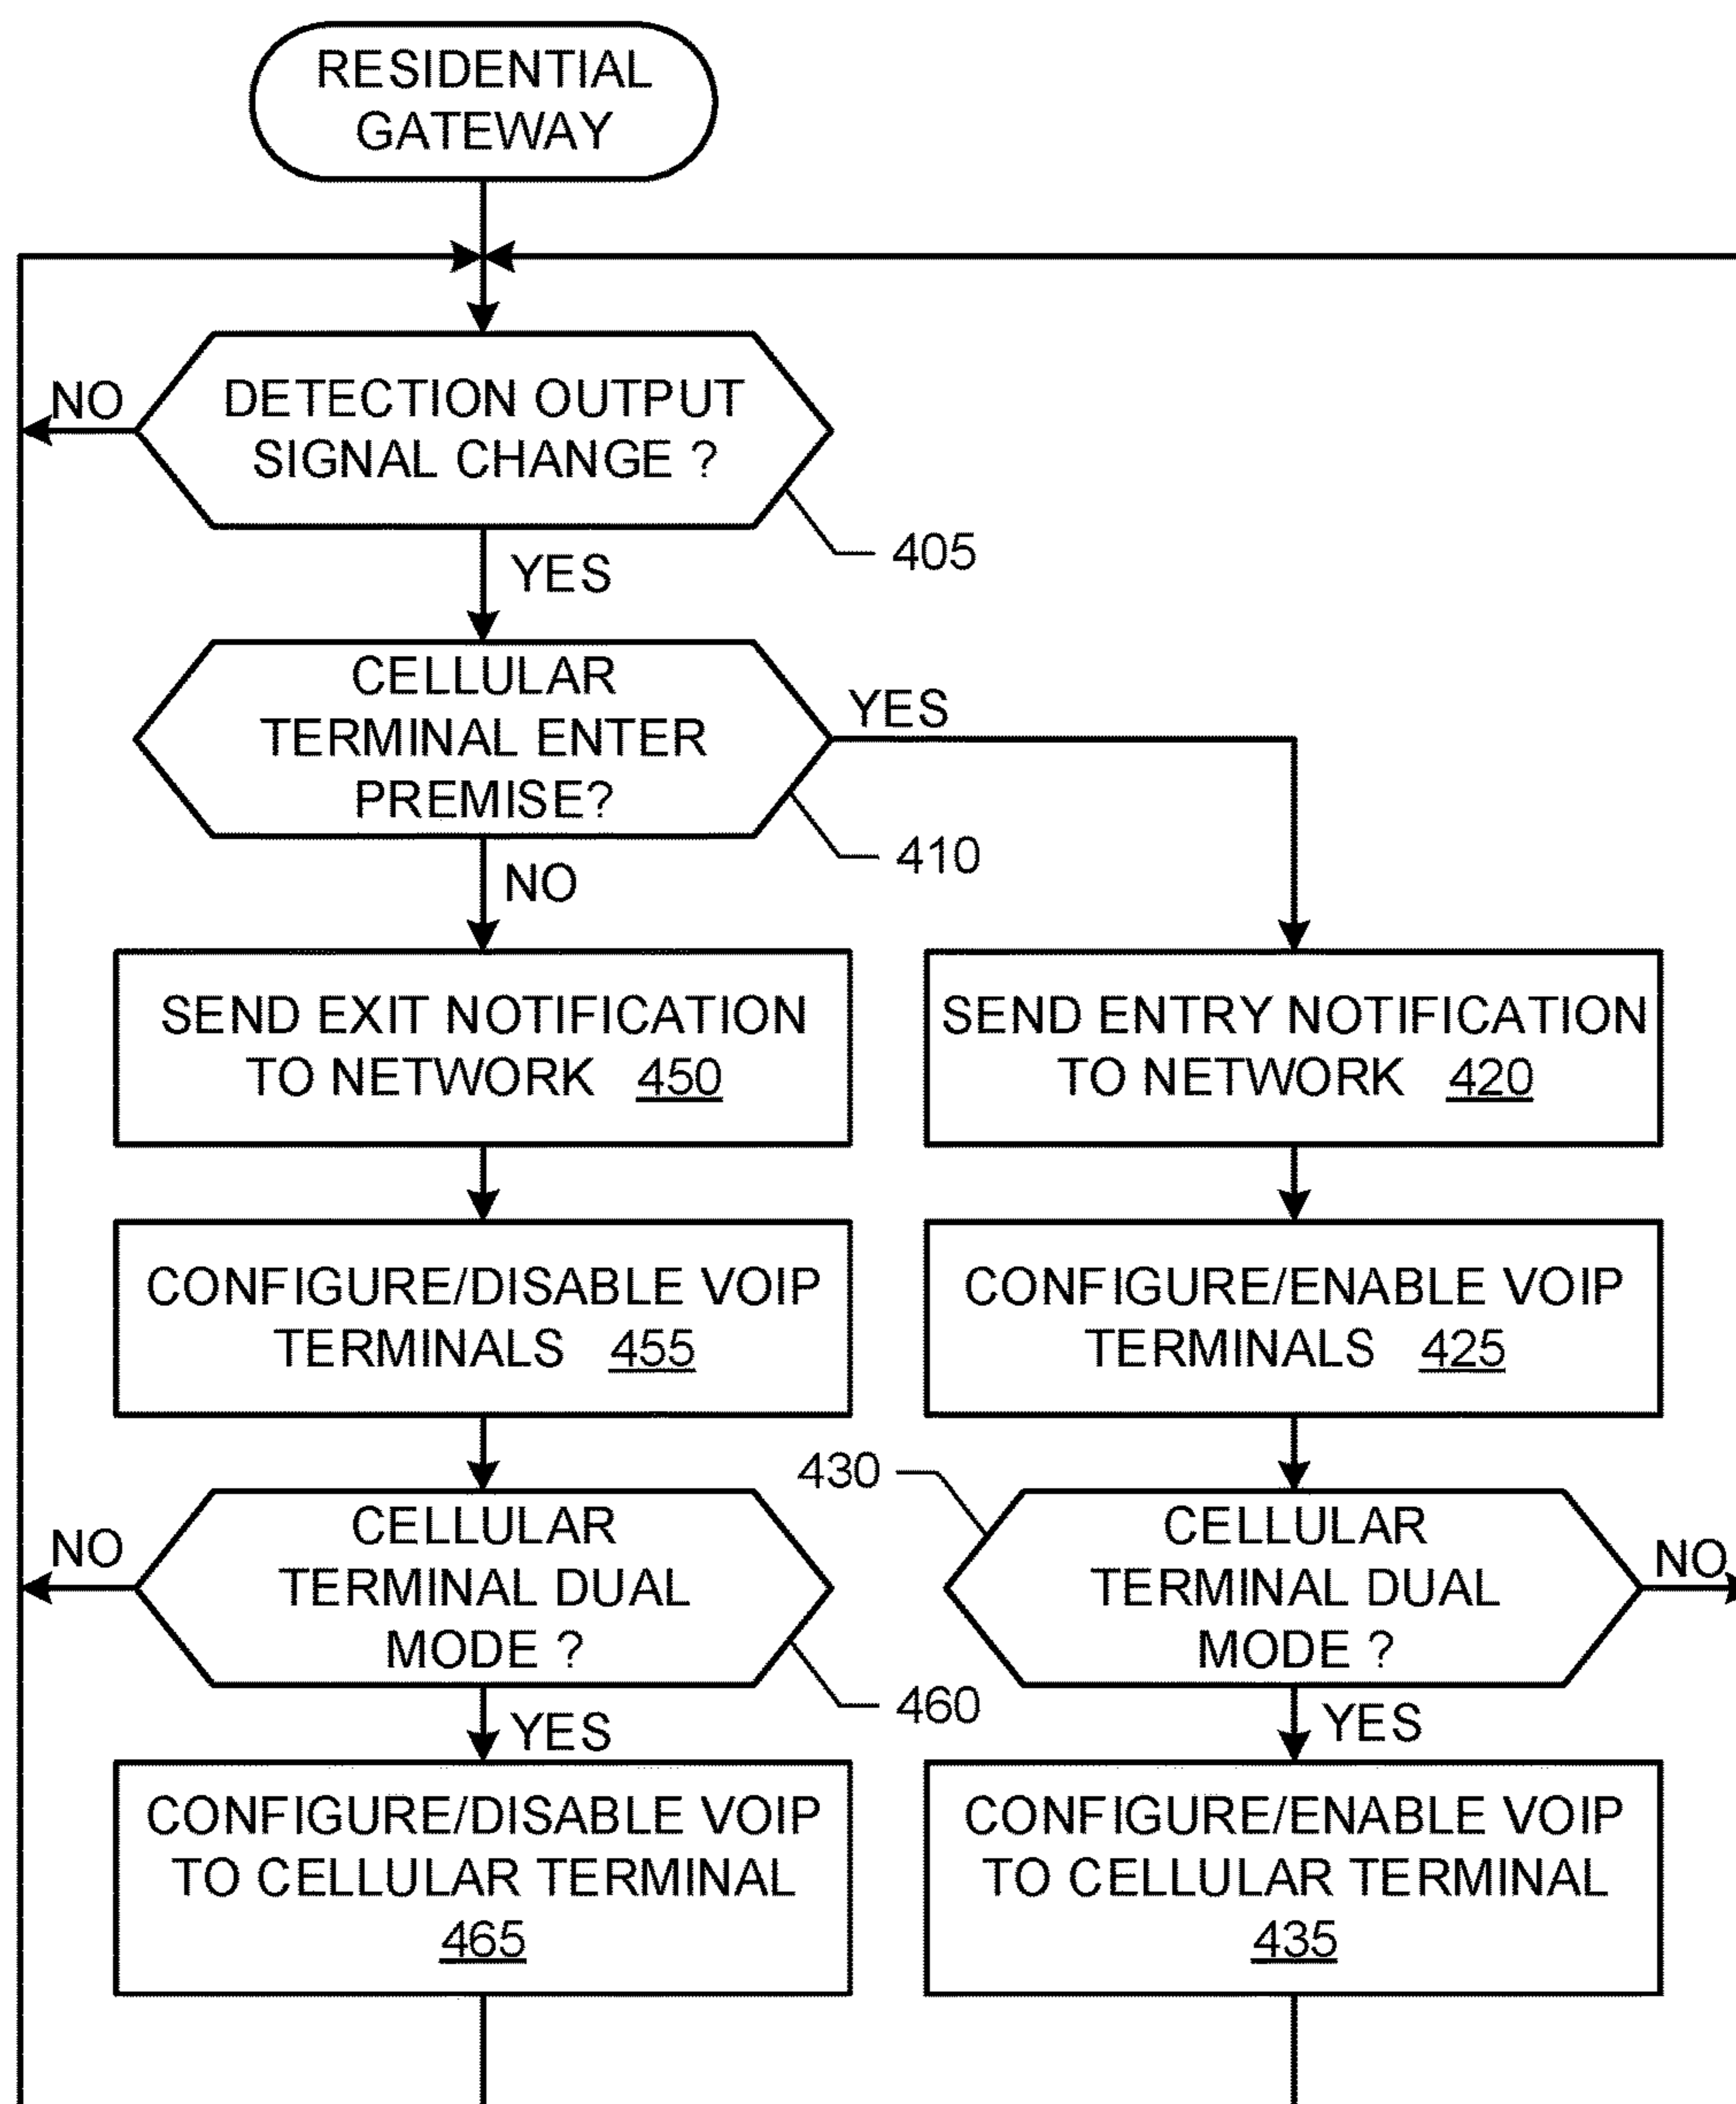 RESIDENTIAL
GATEWAY
NO
DETECTION OUTPUT
SIGNAL CHANGE ?
405
YES
CELLULAR
TERMINAL ENTER
PREMISE?
YES
410
NO
SEND EXIT NOTIFICATION
TO NETWORK 450
SEND ENTRY NOTIFICATION
TO NETWORK 420
CONFIGURE/DISABLE VOIP
TERMINALS 455
CONFIGURE/ENABLE VOIP
TERMINALS 425
NO
CELLULAR
TERMINAL DUAL
MODE ?
460
430
CELLULAR
TERMINAL DUAL
MODE ?
NO
YES
YES
CONFIGURE/DISABLE VOIP
TO CELLULAR TERMINAL
465
CONFIGURE/ENABLE VOIP
TO CELLULAR TERMINAL
435